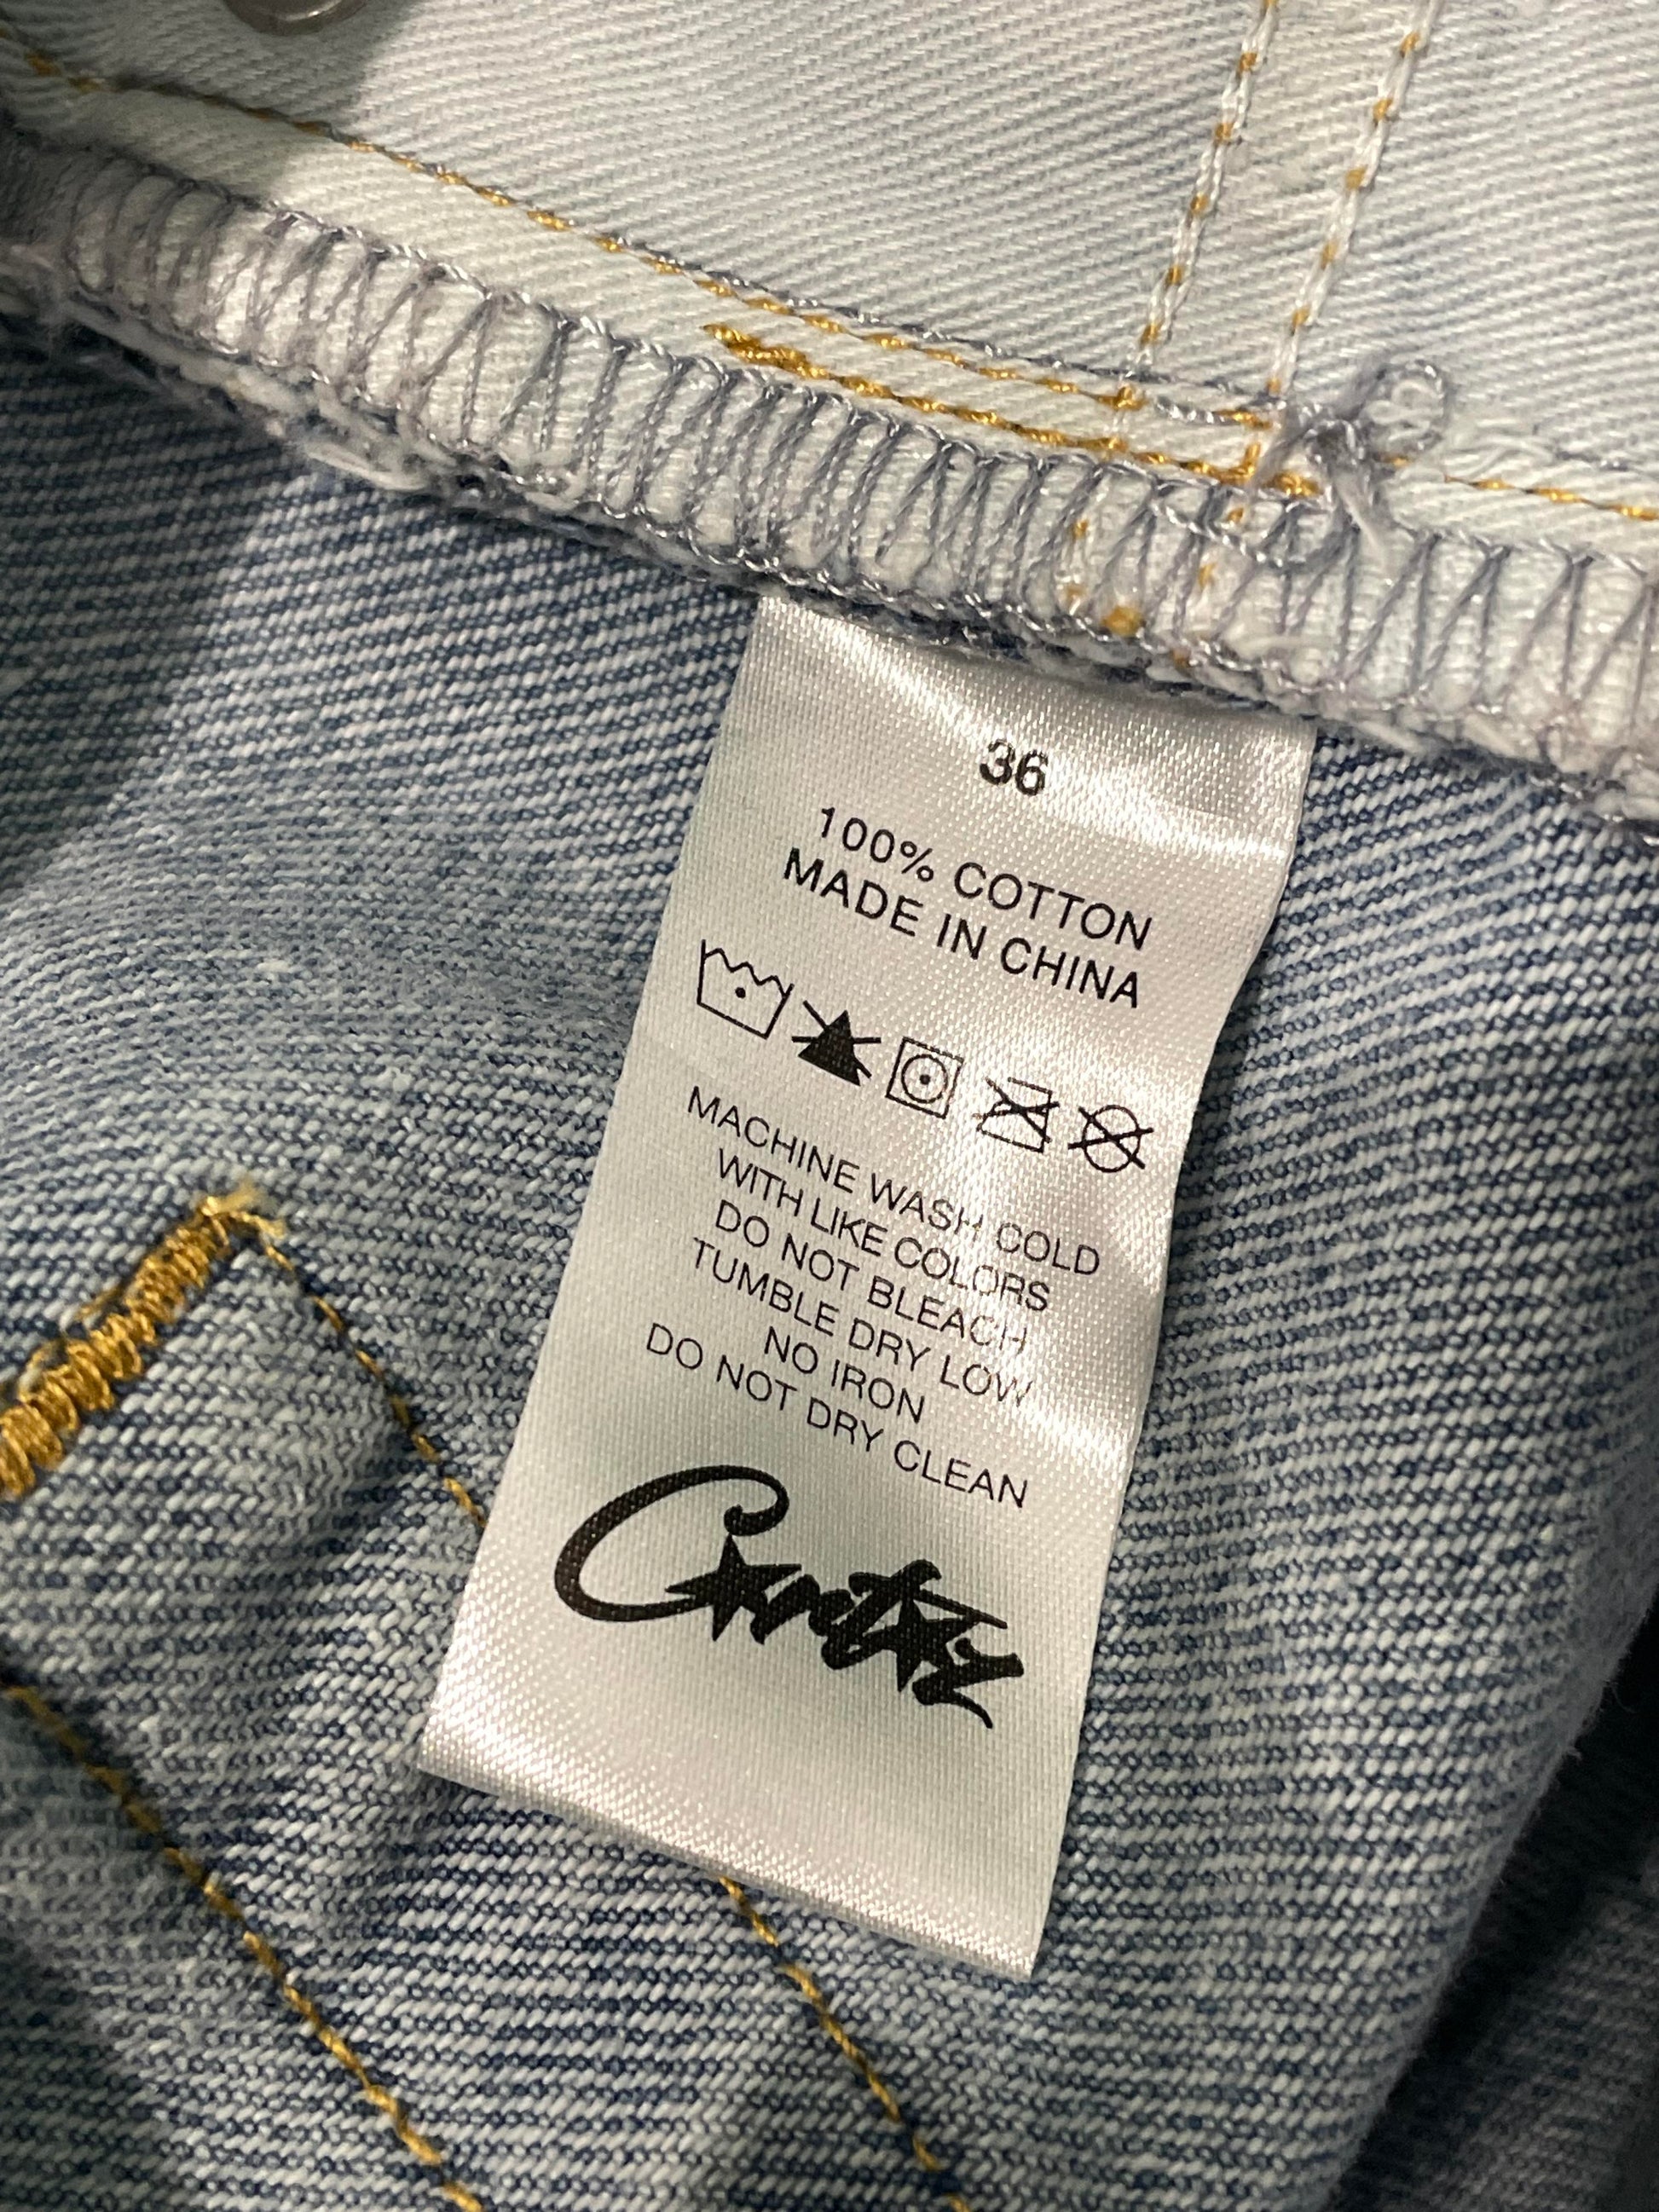 36
100% COTTON
MADE IN CHINA
MACHINE WASH COLD
WITH LIKE COLORS
DO NOT BLEACH
TUMBLE DRY LOW
NO IRON
DO NOT DRY CLEAN
Crtz